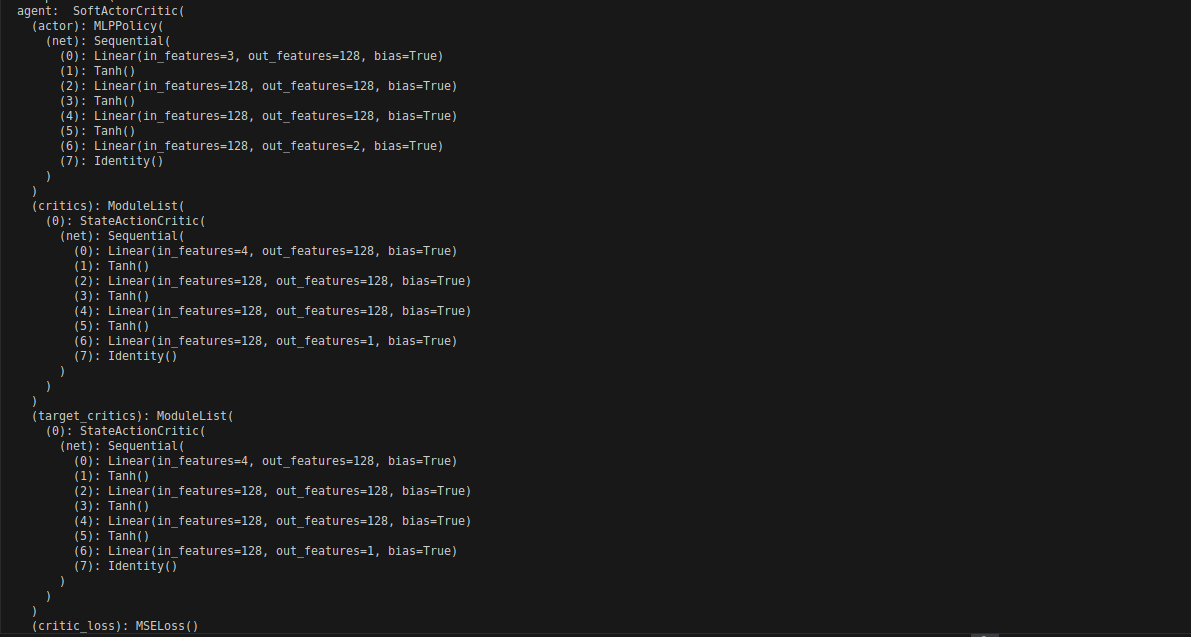 agent:  SoftActorCritic(
  (actor): MLPPolicy(
    (net): Sequential(
      (0): Linear(in_features=3, out_features=128, bias=True)
      (1): Tanh()
      (2): Linear(in_features=128, out_features=128, bias=True)
      (3): Tanh()
      (4): Linear(in_features=128, out_features=128, bias=True)
      (5): Tanh()
      (6): Linear(in_features=128, out_features=2, bias=True)
      (7): Identity()
    )
  )
  (critics): ModuleList(
    (0): StateActionCritic(
      (net): Sequential(
        (0): Linear(in_features=4, out_features=128, bias=True)
        (1): Tanh()
        (2): Linear(in_features=128, out_features=128, bias=True)
        (3): Tanh()
        (4): Linear(in_features=128, out_features=128, bias=True)
        (5): Tanh()
        (6): Linear(in_features=128, out_features=1, bias=True)
        (7): Identity()
      )
    )
  )
  (target_critics): ModuleList(
    (0): StateActionCritic(
      (net): Sequential(
        (0): Linear(in_features=4, out_features=128, bias=True)
        (1): Tanh()
        (2): Linear(in_features=128, out_features=128, bias=True)
        (3): Tanh()
        (4): Linear(in_features=128, out_features=128, bias=True)
        (5): Tanh()
        (6): Linear(in_features=128, out_features=1, bias=True)
        (7): Identity()
      )
    )
  )
  (critic_loss): MSELoss()